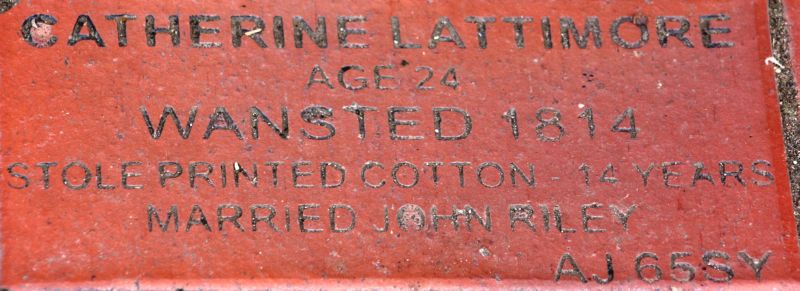 CATHERINE LATTIMORE
AGE 24
WANSTED 1814
STOLE PRINTED COTTON - 14 YEARS
MARRIED JOHN RILEY
AJ 65SY